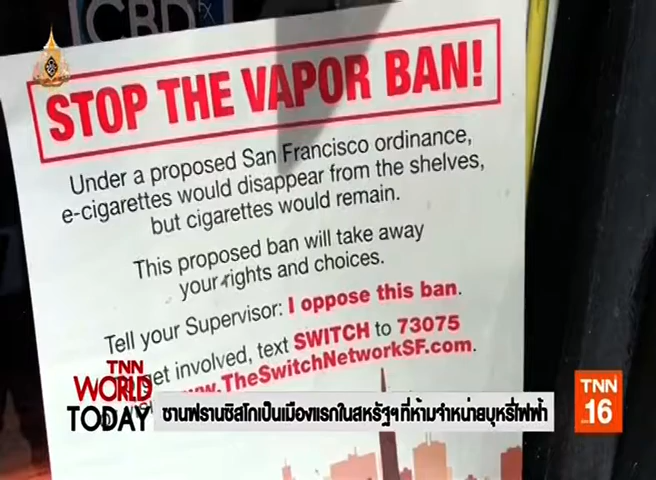 CBD
STOP THE VAPOR BAN!
Under a proposed San Francisco ordinance,
e-cigarettes would disappear from the shelves,
but cigarettes would remain.
This proposed ban will take away
your rights and choices.
Tell your Supervisor: I oppose this ban.
get involved, text SWITCH to 73075
www.TheSwitchNetworkSF.com.
TNN
WORLD
TODAY
ซานฟรานซิสโกเป็นเมืองแรกในสหรัฐฯ ที่ห้ามจำหน่ายบุหรี่ไฟฟ้า
TNN
16